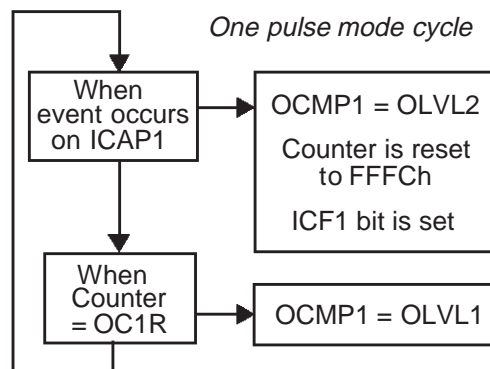 One pulse mode cycle
When
event occurs
on ICAP1
OCMP1 = OLVL2
Counter is reset
to FFFCh
ICF1 bit is set
When
Counter
= OC1R
OCMP1 = OLVL1